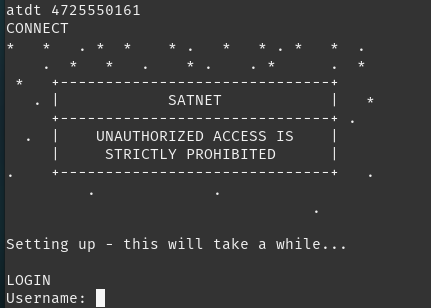 atdt 4725550161
CONNECT
*   *   . *  *    * .   *   * . *   *  .
    .  *   *   .    * .    . *      .  *
 *   +------------------------------+
   . |            SATNET            |   *
     +------------------------------+ .
  .  |    UNAUTHORIZED ACCESS IS    |
     |     STRICTLY PROHIBITED      |
.    +------------------------------+    .
         .             .
                                  .
Setting up - this will take a while...
LOGIN
Username: